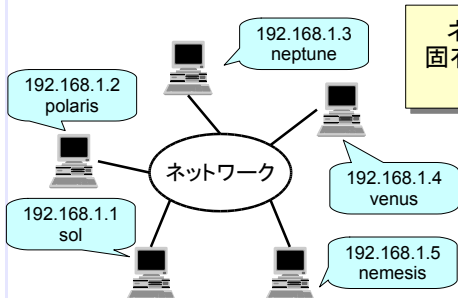 192.168.1.3
neptune
192.168.1.2
polaris
ネットワーク
192.168.1.4
venus
192.168.1.1
sol
192.168.1.5
nemesis